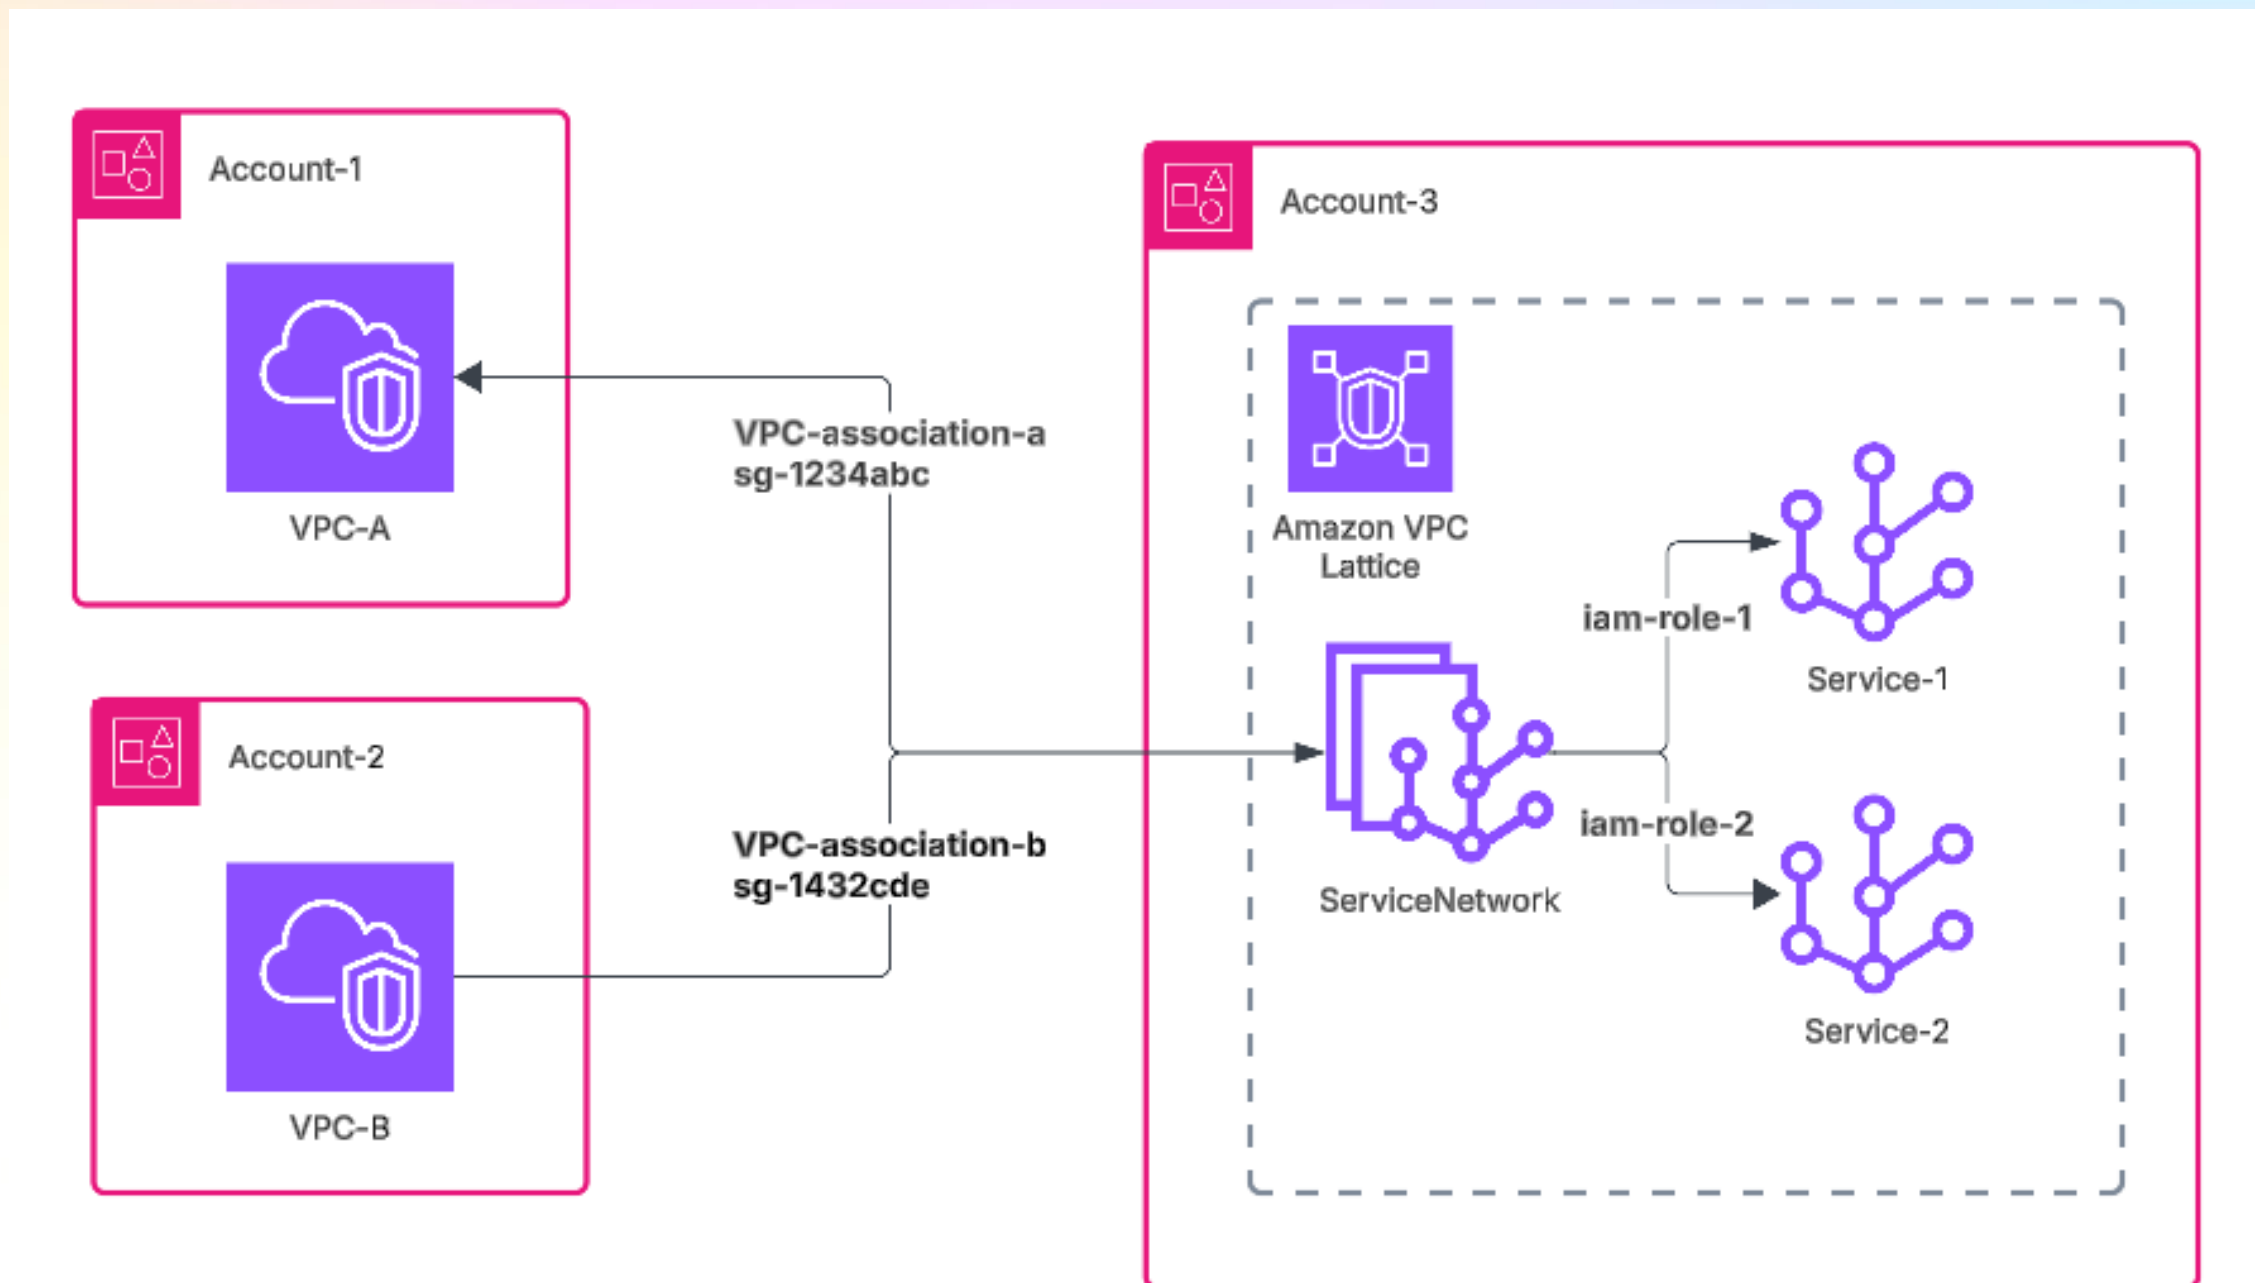 Account-1
VPC-A
VPC-association-a
sg-1234abc
Account-2
VPC-B
VPC-association-b
sg-1432cde
Account-3
Amazon VPC
Lattice
ServiceNetwork
iam-role-1
Service-1
iam-role-2
Service-2